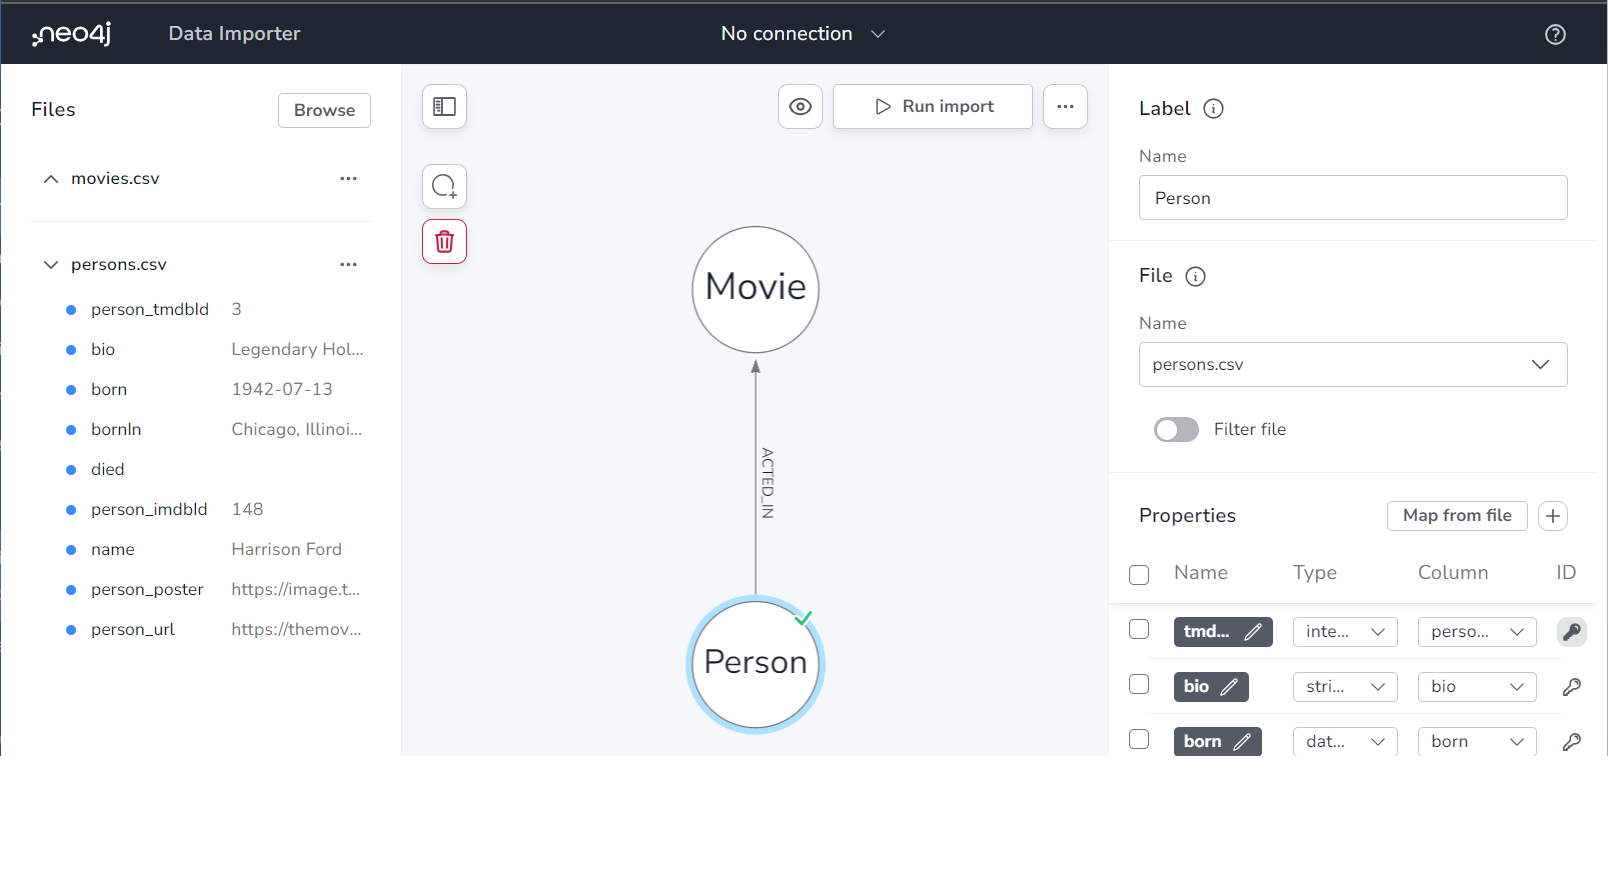 neo4j Data Importer No connection
Files Browse
movies.csv
persons.csv
person_tmdbId 3
bio Legendary Hol...
born 1942-07-13
bornIn Chicago, Illinoi...
died
person_imdbId 148
name Harrison Ford
person_poster https://image.t...
person_url https://themov...
Run import
Movie
ACTED_IN
Person
Label
Name
Person
File
Name
persons.csv
Filter file
Properties Map from file
Name Type Column ID
tmd... inte... perso...
bio stri... bio
born dat... born